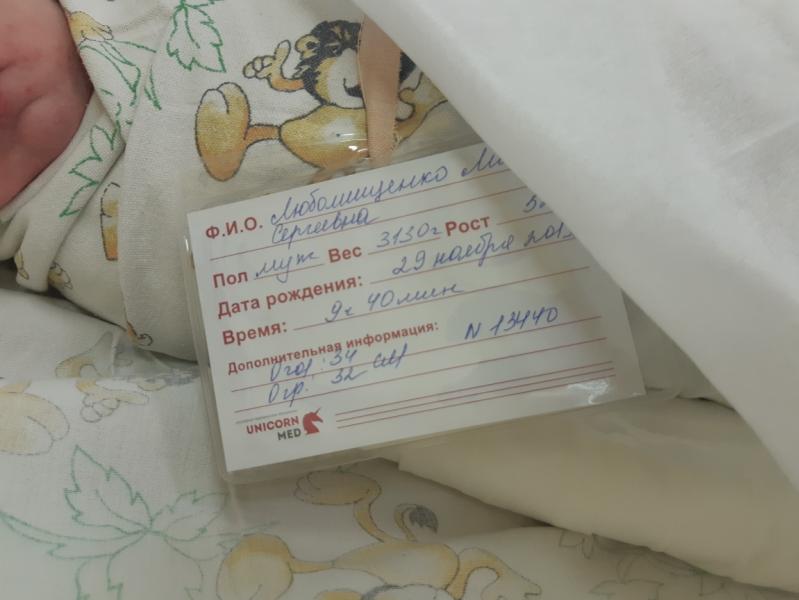 Ф.И.О. Любомищенко
Сергеевна
Пол муж Вес 3130г Рост
Дата рождения: 29 ноября
Время: 9ч 40мин
Дополнительная информация: N 13440
Огол: 34
Огр: 32 см
UNICORN
MED